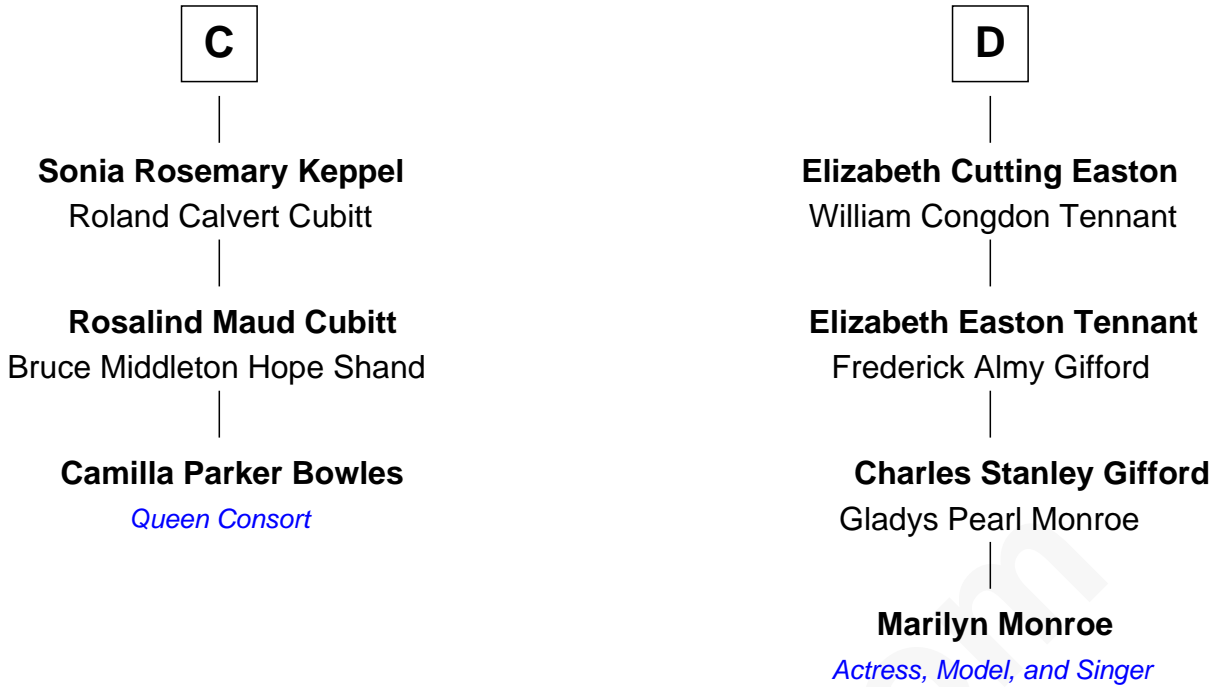 C
Sonia Rosemary Keppel
Roland Calvert Cubitt
Rosalind Maud Cubitt
Bruce Middleton Hope Shand
Camilla Parker Bowles
Queen Consort
D
Elizabeth Cutting Easton
William Congdon Tennant
Elizabeth Easton Tennant
Frederick Almy Gifford
Charles Stanley Gifford
Gladys Pearl Monroe
Marilyn Monroe
Actress, Model, and Singer